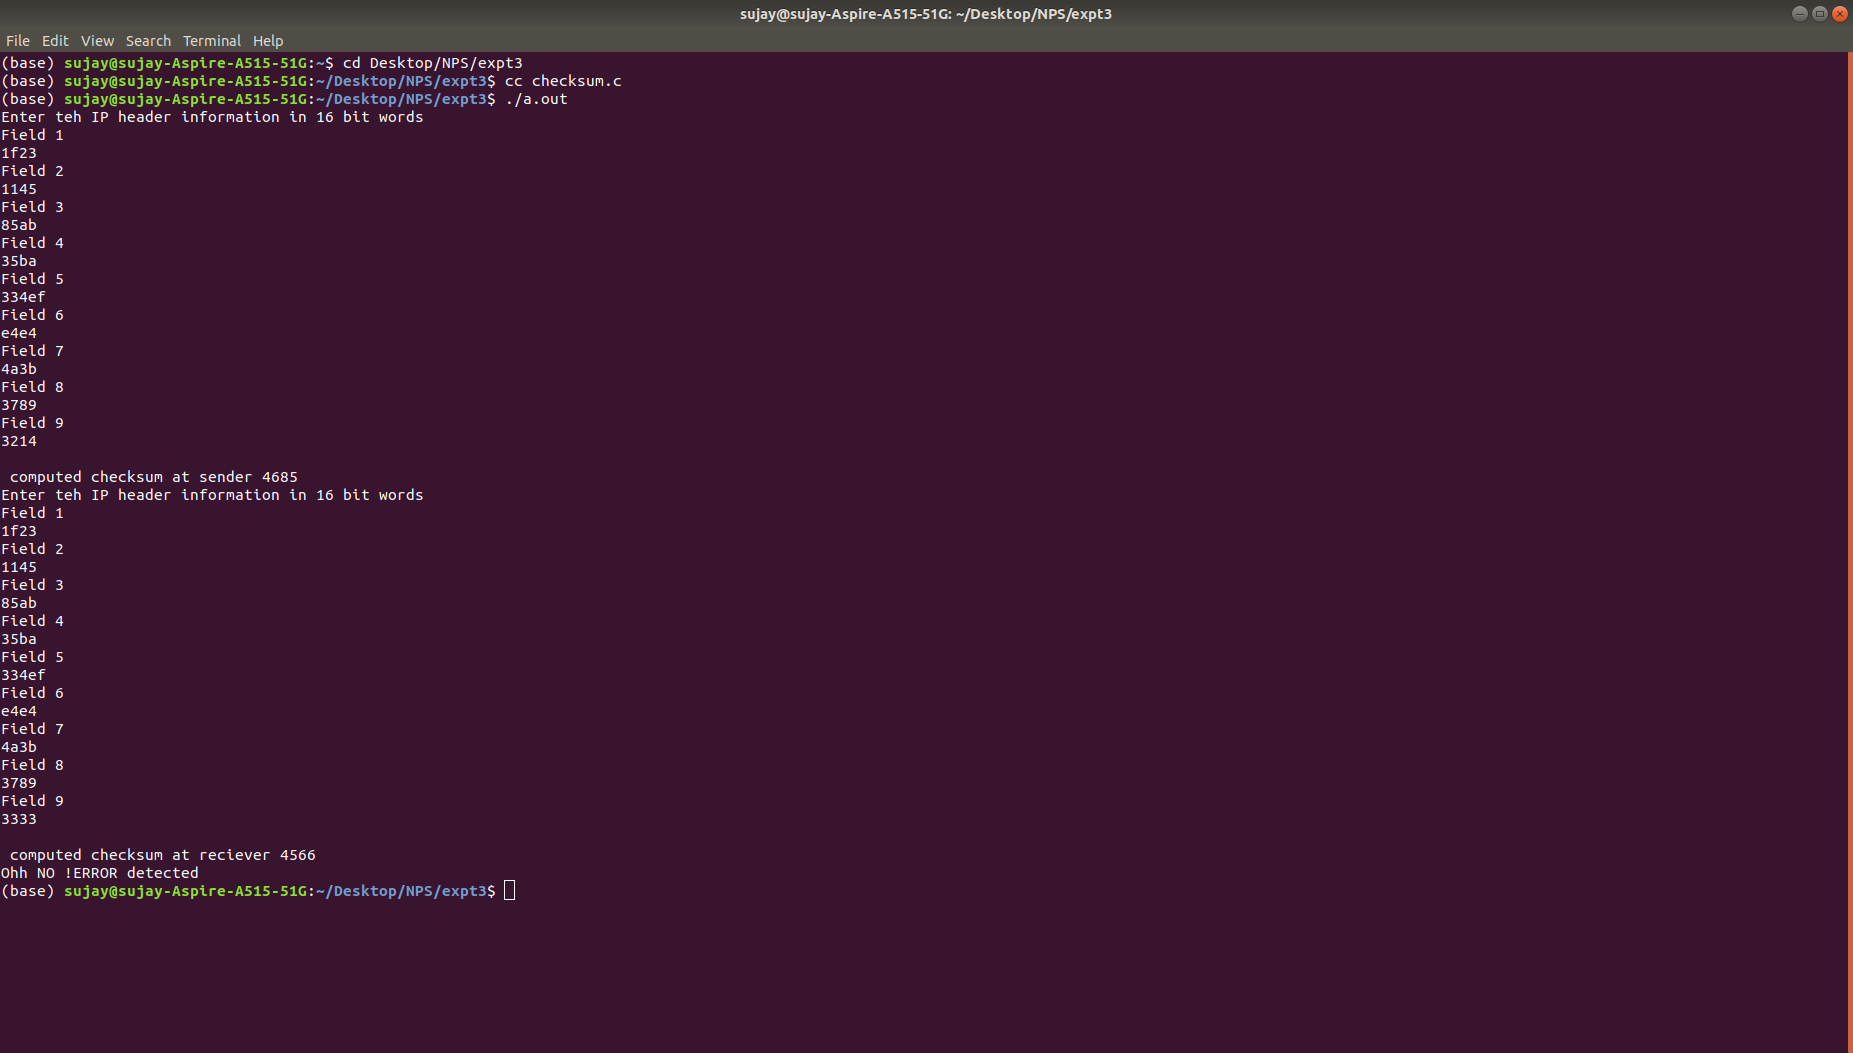 sujay@sujay-Aspire-A515-51G: ~/Desktop/NPS/expt3
File Edit View Search Terminal Help
(base) sujay@sujay-Aspire-A515-51G:~$ cd Desktop/NPS/expt3
(base) sujay@sujay-Aspire-A515-51G:~/Desktop/NPS/expt3$ cc checksum.c
(base) sujay@sujay-Aspire-A515-51G:~/Desktop/NPS/expt3$ ./a.out
Enter teh IP header information in 16 bit words
Field 1
1f23
Field 2
1145
Field 3
85ab
Field 4
35ba
Field 5
334ef
Field 6
e4e4
Field 7
4a3b
Field 8
3789
Field 9
3214
computed checksum at sender 4685
Enter teh IP header information in 16 bit words
Field 1
1f23
Field 2
1145
Field 3
85ab
Field 4
35ba
Field 5
334ef
Field 6
e4e4
Field 7
4a3b
Field 8
3789
Field 9
3333
computed checksum at reciever 4566
Ohh NO !ERROR detected
(base) sujay@sujay-Aspire-A515-51G:~/Desktop/NPS/expt3$